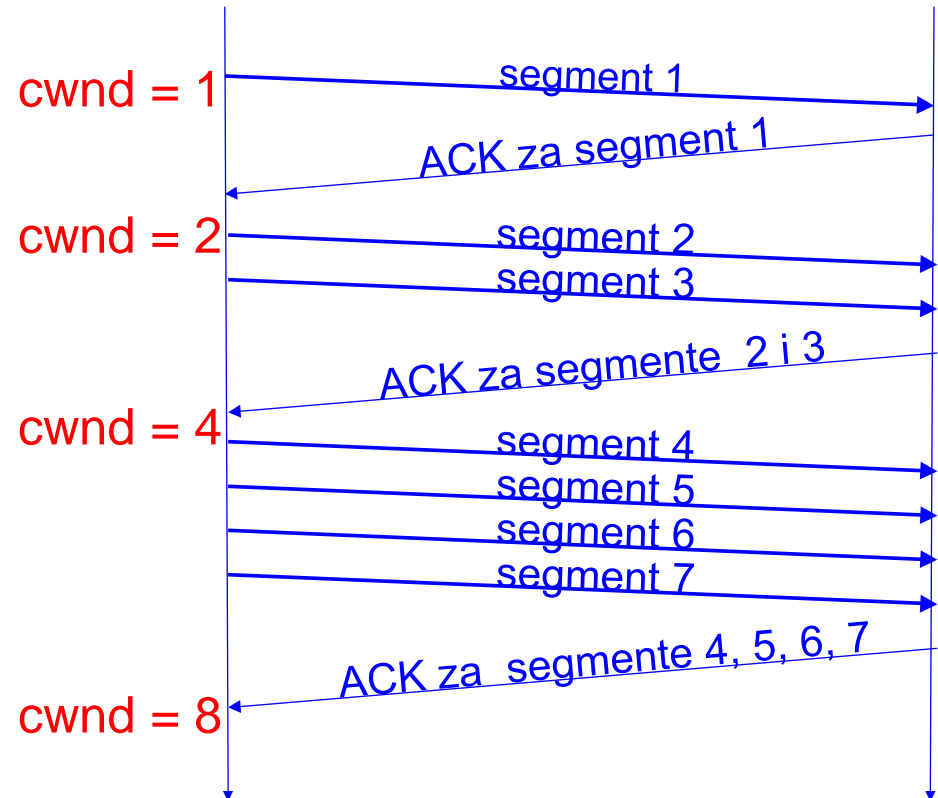 cwnd = 1
segment 1
ACK za segment 1
cwnd = 2
segment 2
segment 3
ACK za segmente 2 i 3
cwnd = 4
segment 4
segment 5
segment 6
segment 7
ACK za segmente 4, 5, 6, 7
cwnd = 8